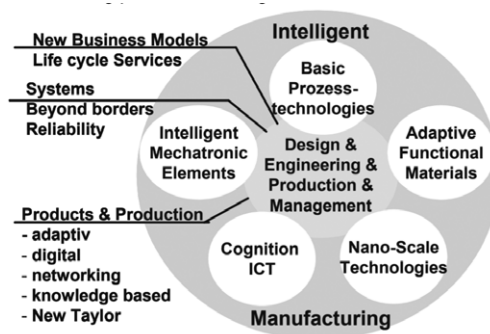 New Business Models
Life cycle Services
Systems
Beyond borders
Reliability
Products & Production
- adaptiv
- digital
- networking
- knowledge based
- New Taylor
Intelligent
Basic
Prozess-
technologies
Intelligent
Mechatronic
Elements
Design &
Engineering &
Production &
Management
Adaptive
Functional
Materials
Cognition
ICT
Nano-Scale
Technologies
Manufacturing